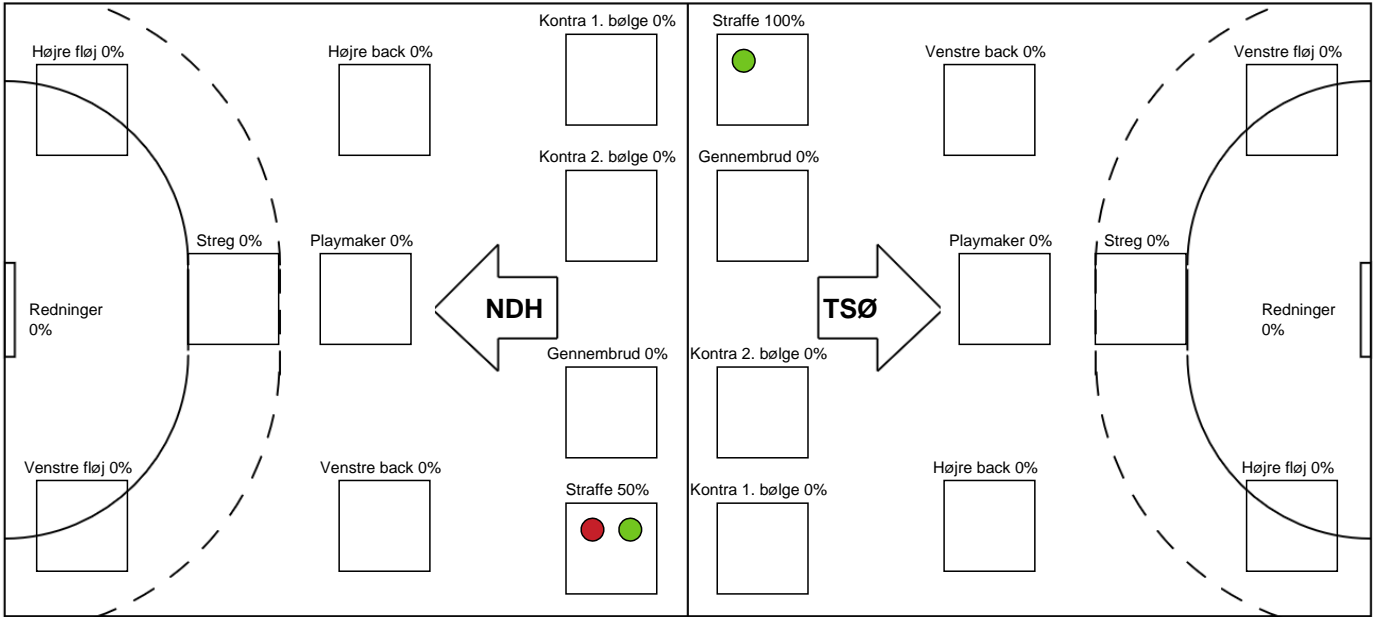 Kontra 1. bølge 0%
Straffe 100%
Højre fløj 0%
Højre back 0%
Venstre back 0%
Venstre fløj 0%
Kontra 2. bølge 0%
Gennembrud 0%
Streg 0%
Playmaker 0%
Playmaker 0%
Streg 0%
Redninger
0%
NDH
TSØ
Redninger
0%
Gennembrud 0%
Kontra 2. bølge 0%
Venstre fløj 0%
Venstre back 0%
Højre back 0%
Højre fløj 0%
Straffe 50%
Kontra 1. bølge 0%